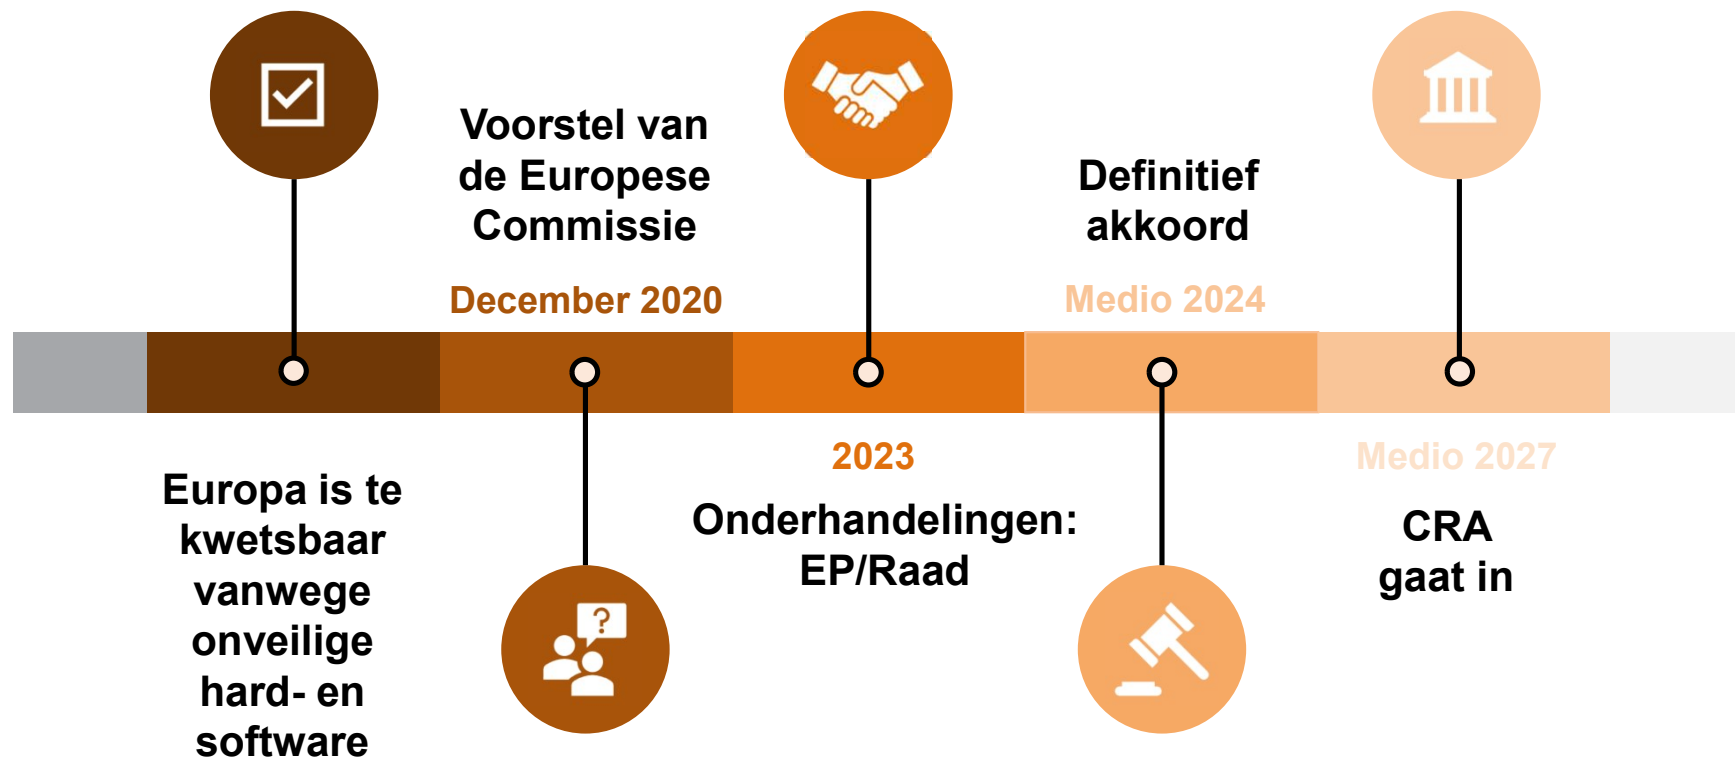 Europa is te
kwetsbaar
vanwege
onveilige
hard- en
software
Voorstel van
de Europese
Commissie
December 2020
?
2023
Onderhandelingen:
EP/Raad
Definitief
akkoord
Medio 2024
Medio 2027
CRA
gaat in